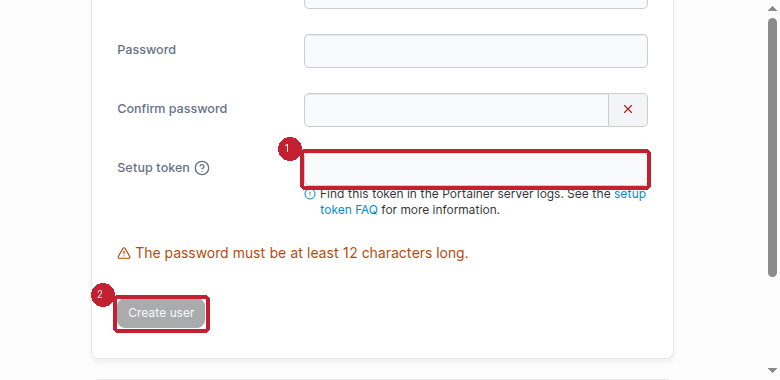 Password
Confirm password
1
Setup token
Find this token in the Portainer server logs. See the setup
token FAQ for more information.
The password must be at least 12 characters long.
2
Create user